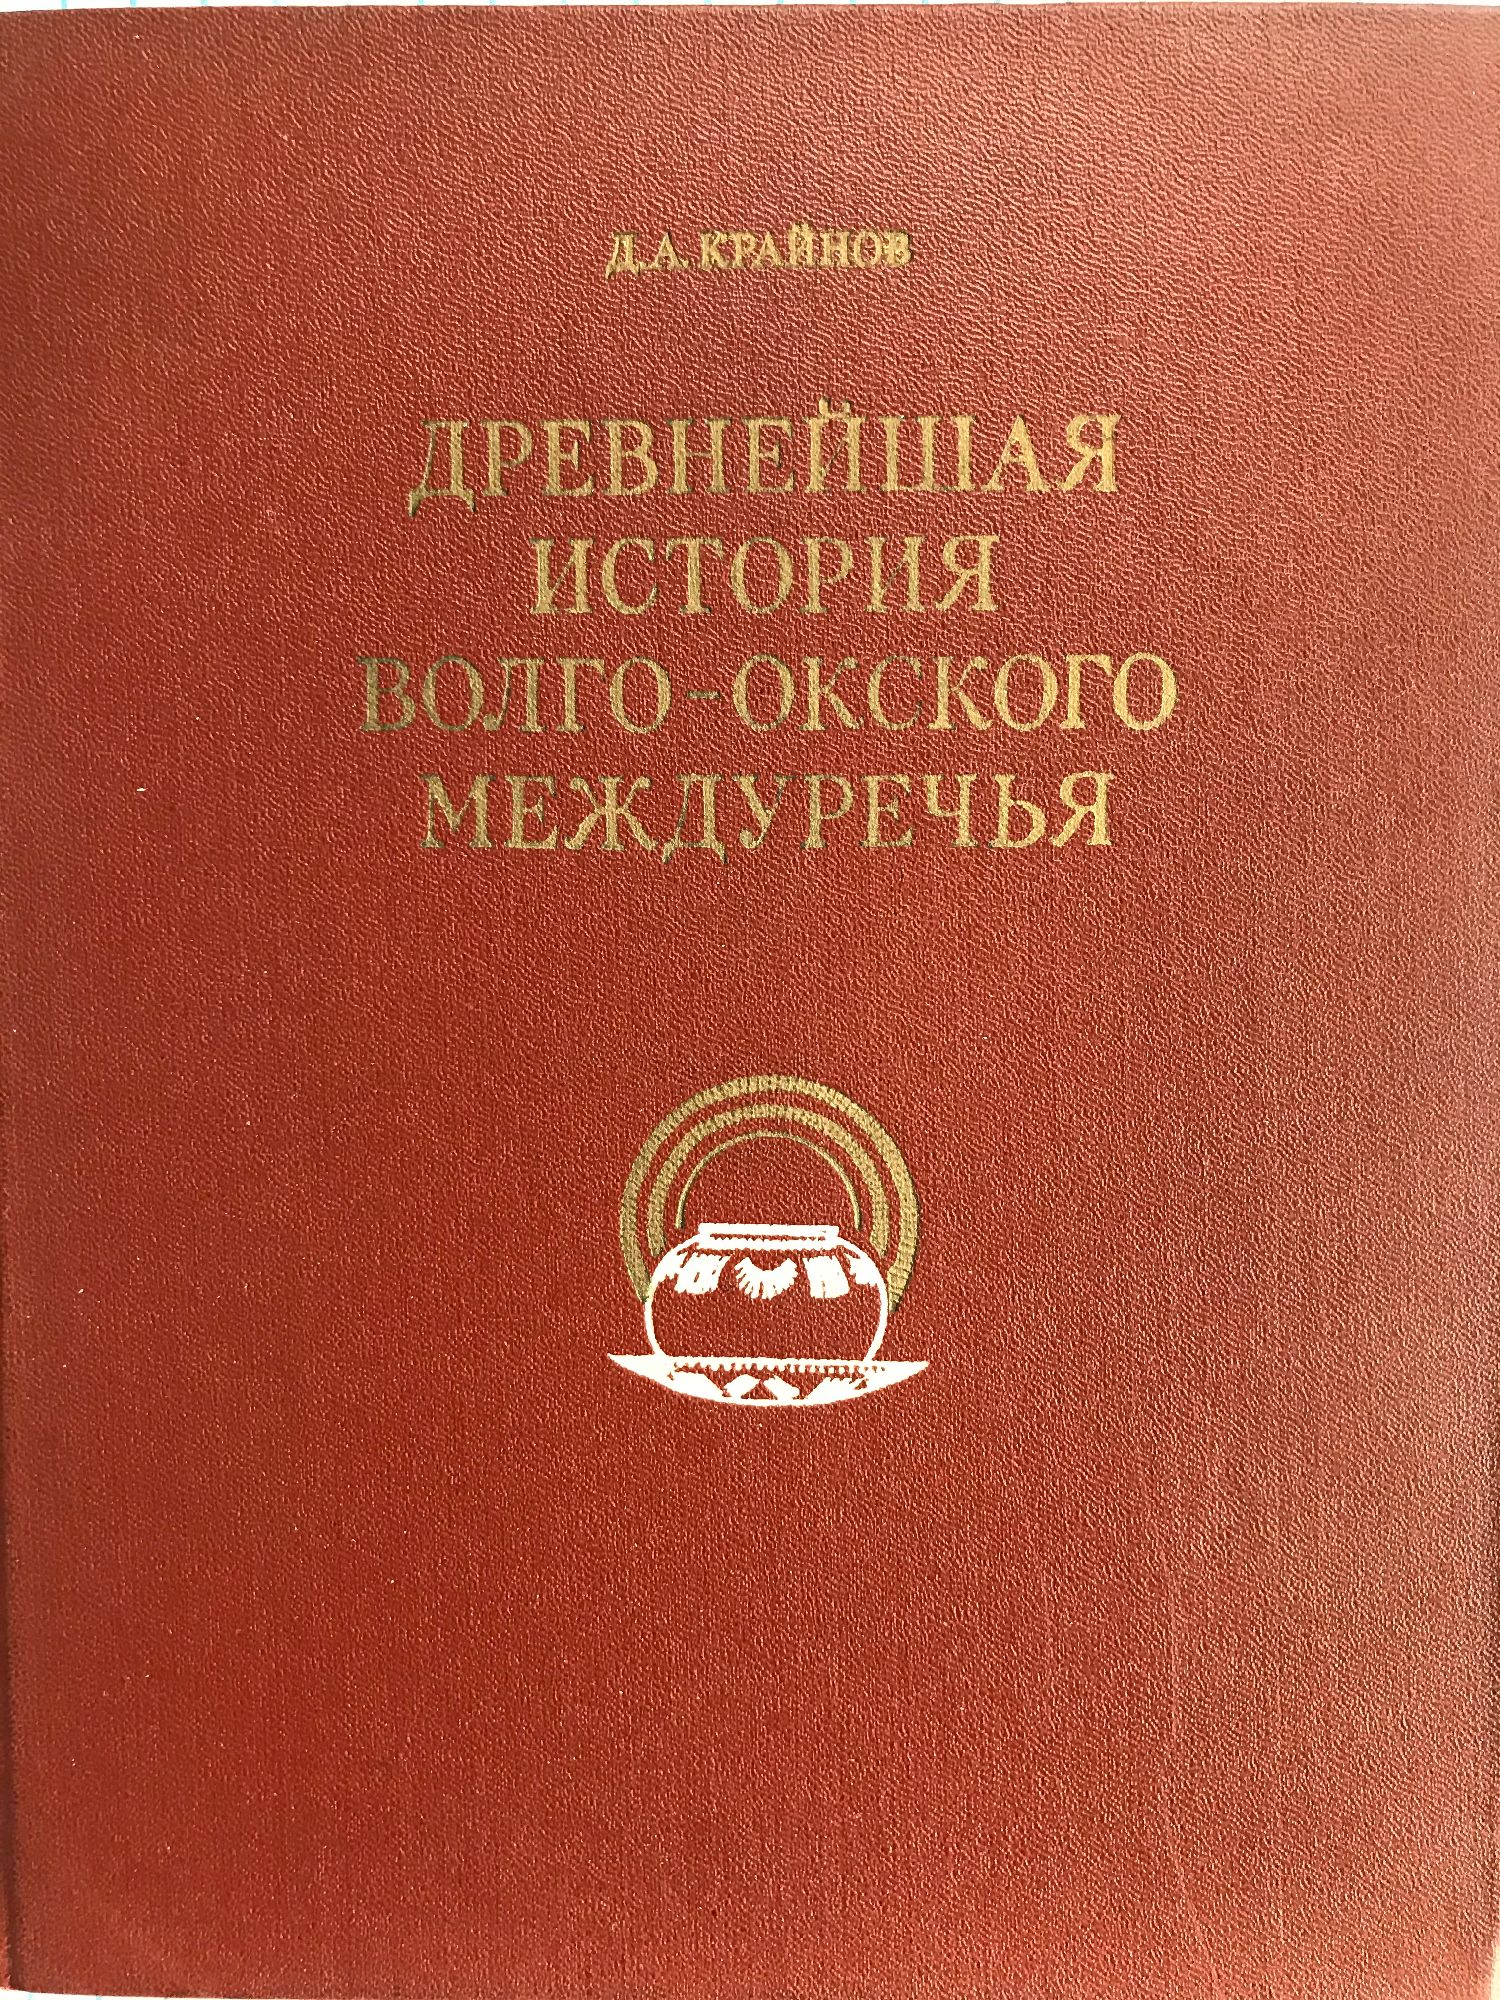 Д.А. КРАЙНОВ
ДРЕВНЕЙШАЯ
ИСТОРИЯ
ВОЛГО-ОКСКОГО
МЕЖДУРЕЧЬЯ